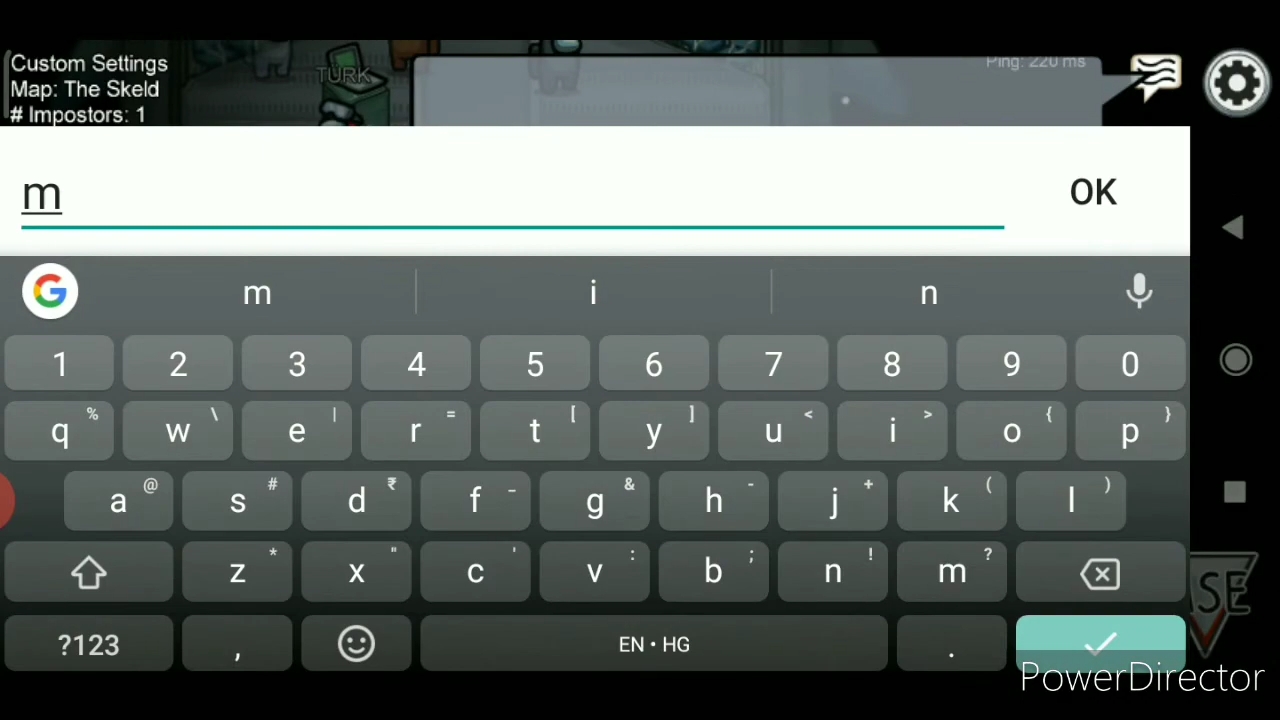 Custom Settings
Map: The Skeld
# Impostors: 1
TURK
Ping: 220 ms
m
OK
G
m i n
1 2 3 4 5 6 7 8 9 0
q % w \ e | r = t [ y ] u < i > o { p }
a @ s # d ₹ f _ g & h - j + k ( l )
z * x " c ' v : b ; n ! m ?
?123 , EN • HG .
SE
PowerDirector